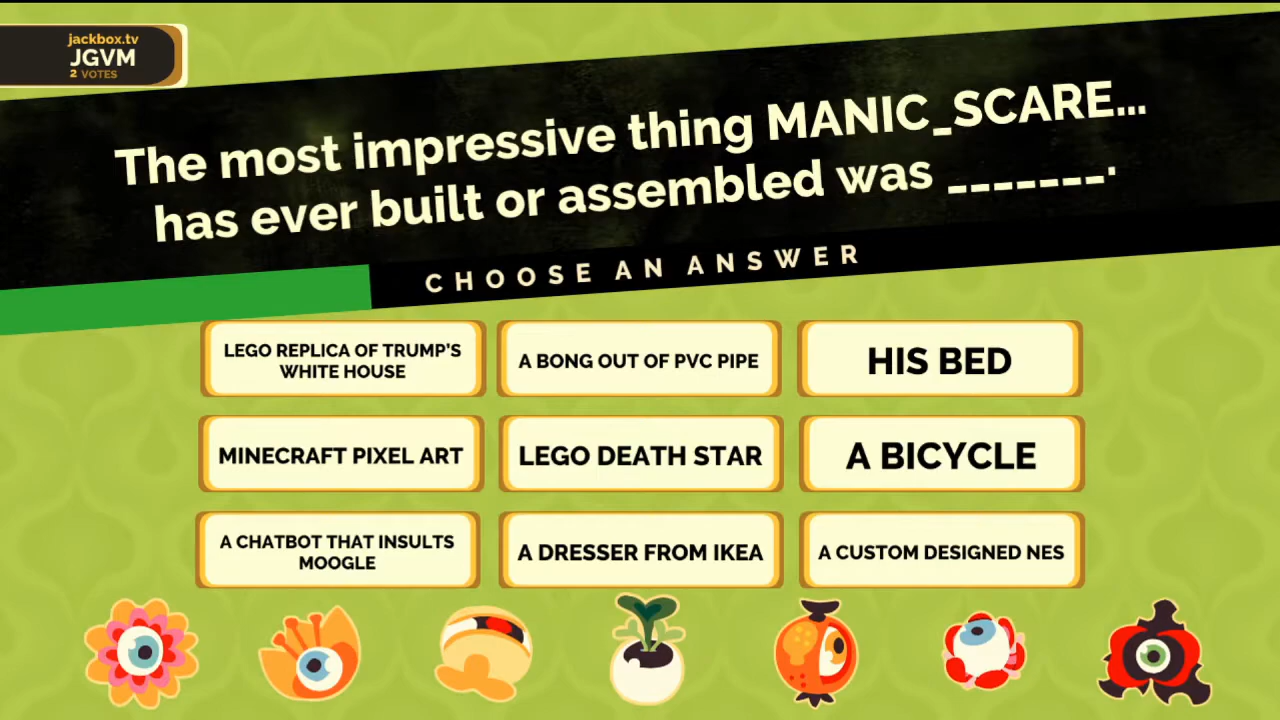 jackbox.tv
JGVM
2 VOTES
The most impressive thing MANIC_SCARE...
has ever built or assembled was _______.
CHOOSE AN ANSWER
LEGO REPLICA OF TRUMP'S
WHITE HOUSE
A BONG OUT OF PVC PIPE
HIS BED
MINECRAFT PIXEL ART
LEGO DEATH STAR
A BICYCLE
A CHATBOT THAT INSULTS
MOOGLE
A DRESSER FROM IKEA
A CUSTOM DESIGNED NES